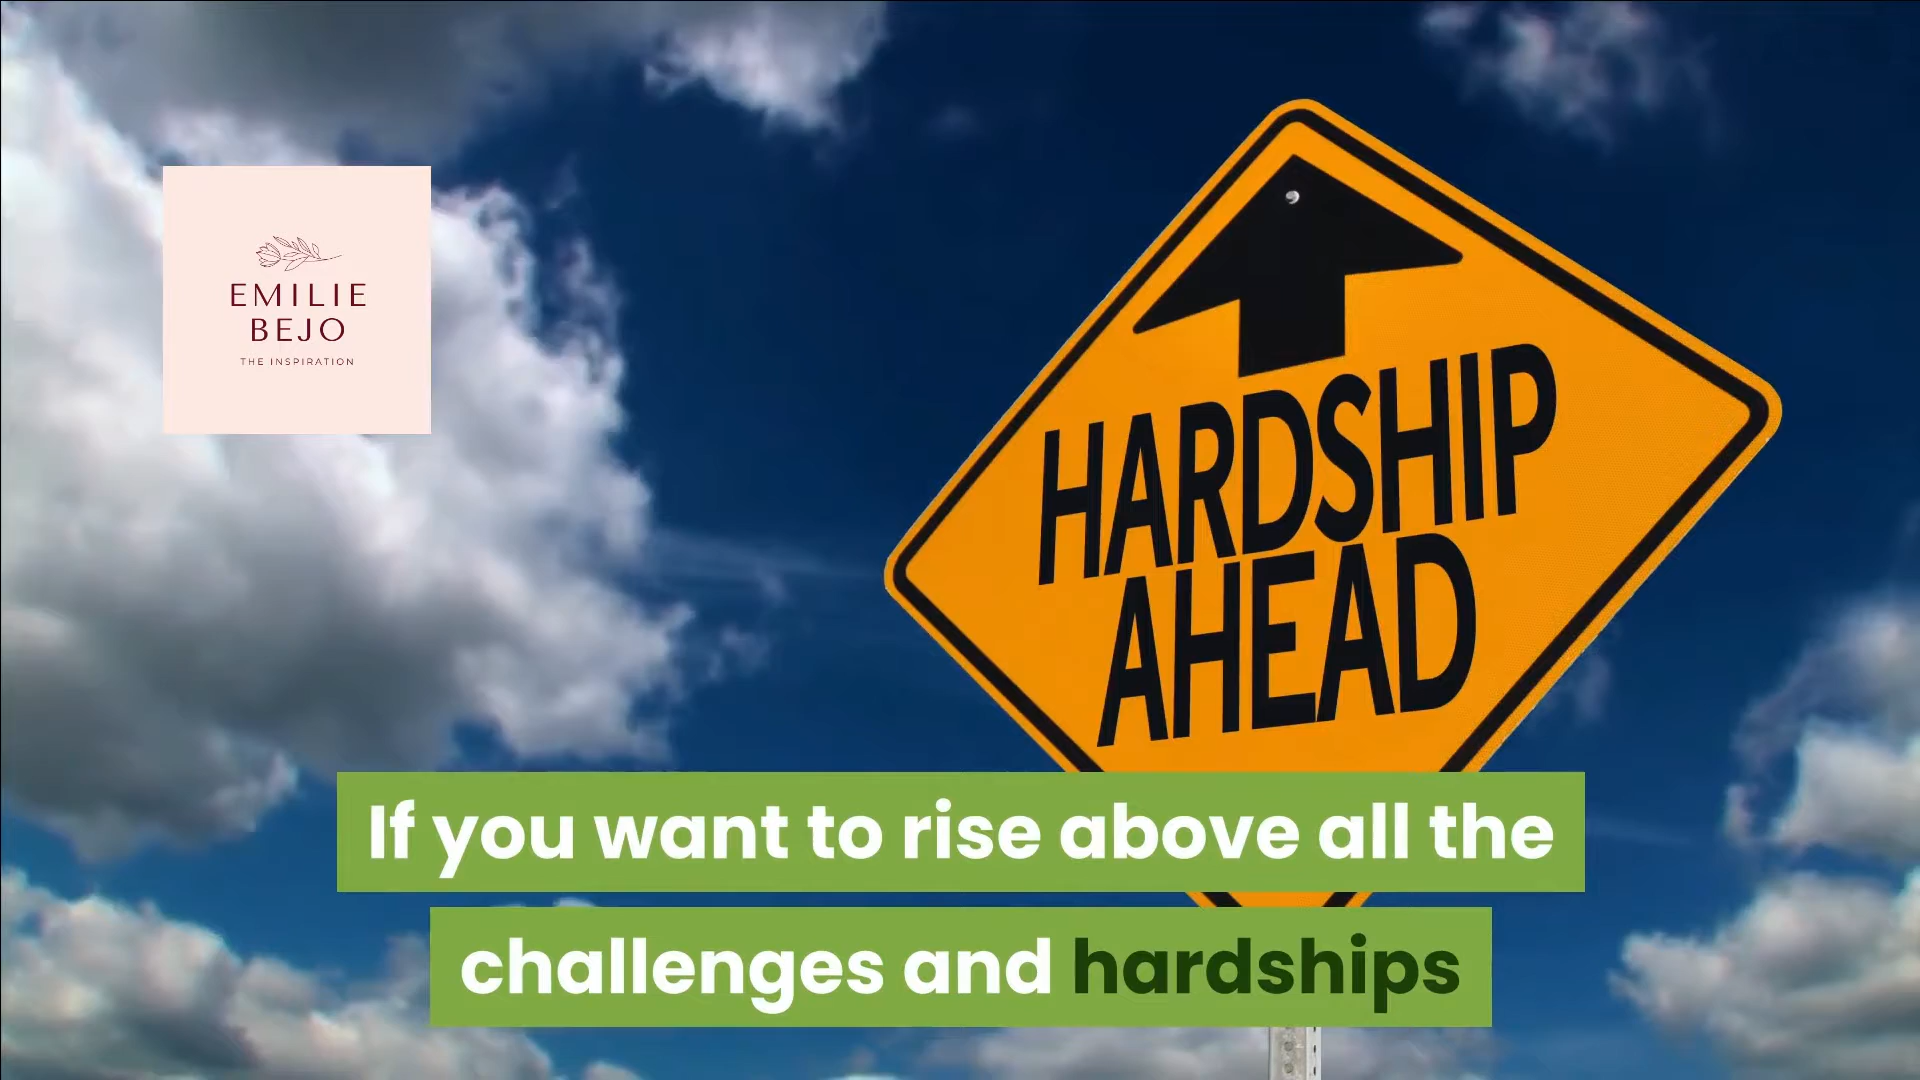 EMILIE
BEJO
THE INSPIRATION
HARDSHIP
AHEAD
If you want to rise above all the
challenges and hardships